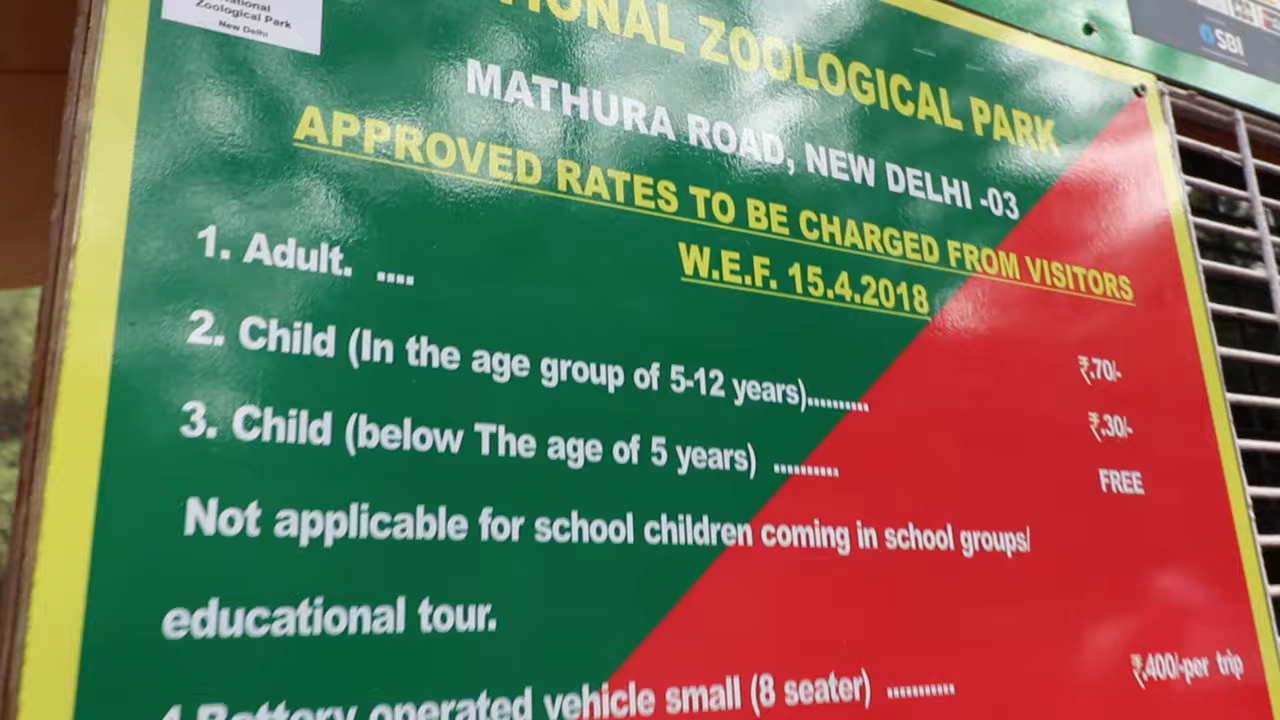 Zoological Park
New Delhi
SBI
ZOOLOGICAL PARK
MATHURA ROAD, NEW DELHI -03
APPROVED RATES TO BE CHARGED FROM VISITORS
W.E.F. 15.4.2018
1. Adult. .... ₹.70/-
2. Child (In the age group of 5-12 years).......... ₹.30/-
3. Child (below The age of 5 years) .......... FREE
Not applicable for school children coming in school groups/
educational tour.
4 Battery operated vehicle small (8 seater) ........... ₹.400/-per trip